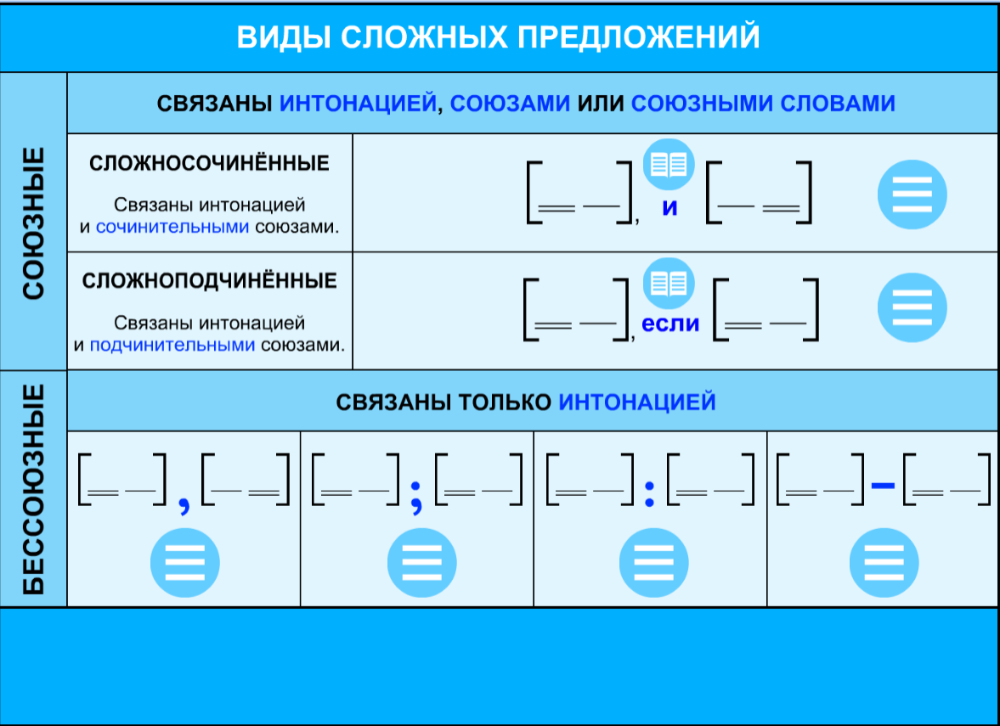 ВИДЫ СЛОЖНЫХ ПРЕДЛОЖЕНИЙ
СОЮЗНЫЕ
СВЯЗАНЫ ИНТОНАЦИЕЙ, СОЮЗАМИ ИЛИ СОЮЗНЫМИ СЛОВАМИ
СЛОЖНОСОЧИНЁННЫЕ
Связаны интонацией
и сочинительными союзами.
[ ], и [ ]
СЛОЖНОПОДЧИНЁННЫЕ
Связаны интонацией
и подчинительными союзами.
[ ], если [ ]
БЕССОЮЗНЫЕ
СВЯЗАНЫ ТОЛЬКО ИНТОНАЦИЕЙ
[ ] , [ ]
[ ] ; [ ]
[ ] : [ ]
[ ] – [ ]